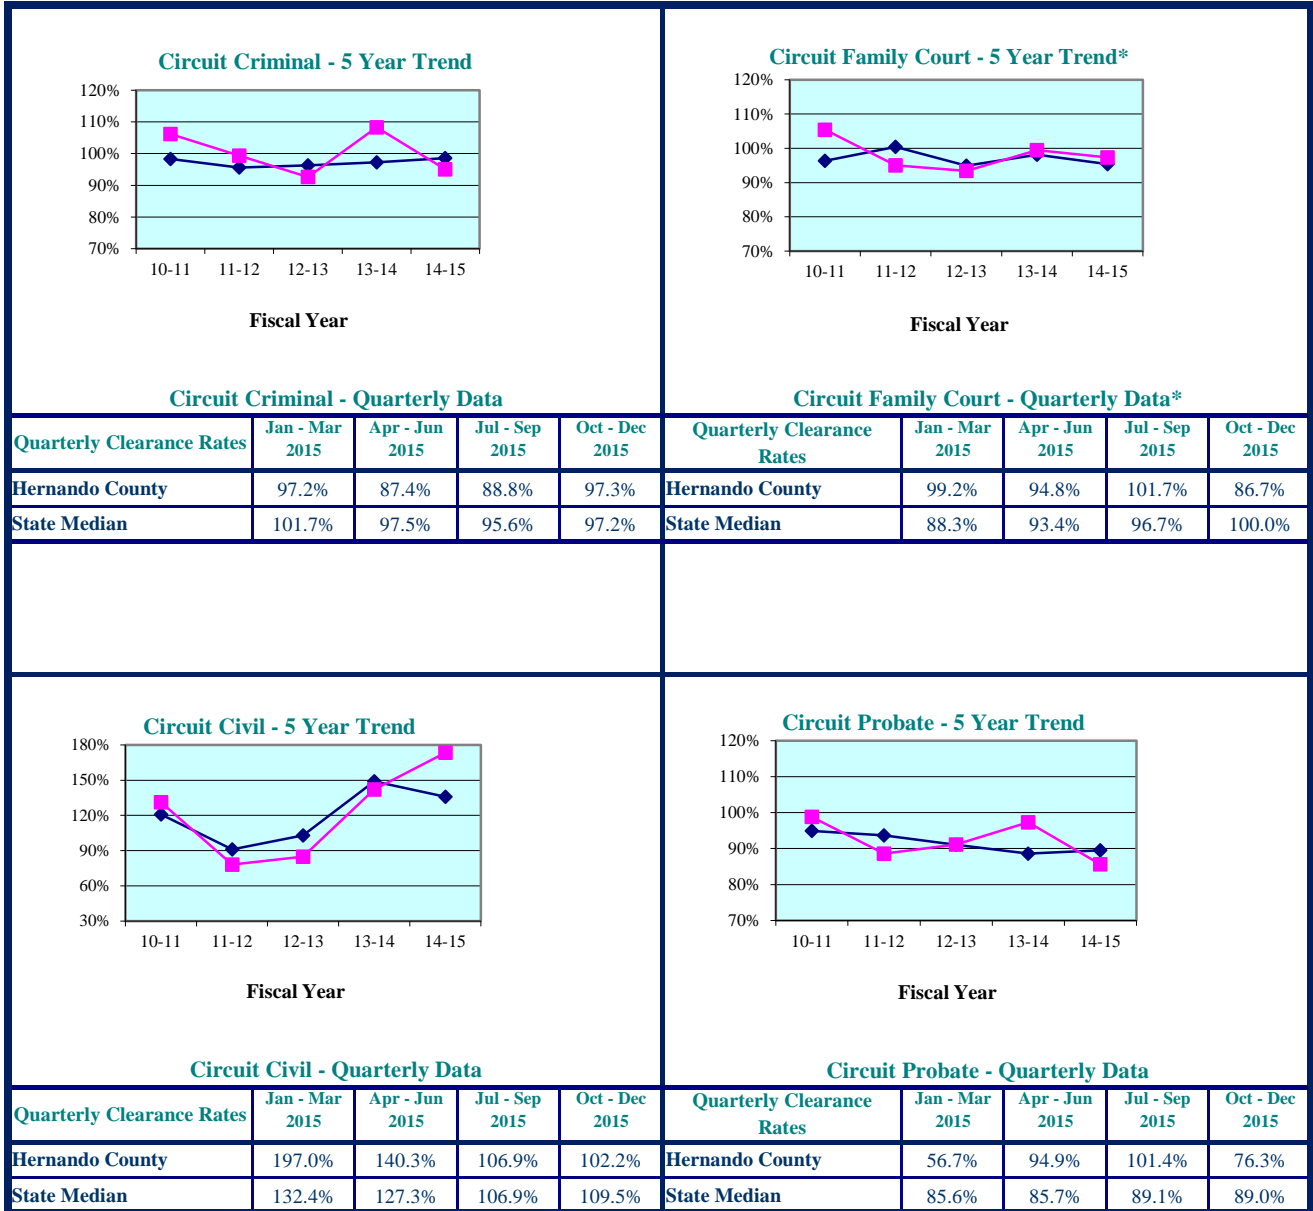 Circuit Criminal - 5 Year Trend
120%
110%
100%
90%
80%
70%
10-11 11-12 12-13 13-14 14-15
Fiscal Year
Circuit Criminal - Quarterly Data
Quarterly Clearance Rates Jan - Mar 2015 Apr - Jun 2015 Jul - Sep 2015 Oct - Dec 2015
Hernando County 97.2% 87.4% 88.8% 97.3%
State Median 101.7% 97.5% 95.6% 97.2%
Circuit Family Court - 5 Year Trend*
120%
110%
100%
90%
80%
70%
10-11 11-12 12-13 13-14 14-15
Fiscal Year
Circuit Family Court - Quarterly Data*
Quarterly Clearance Rates Jan - Mar 2015 Apr - Jun 2015 Jul - Sep 2015 Oct - Dec 2015
Hernando County 99.2% 94.8% 101.7% 86.7%
State Median 88.3% 93.4% 96.7% 100.0%
Circuit Civil - 5 Year Trend
180%
150%
120%
90%
60%
30%
10-11 11-12 12-13 13-14 14-15
Fiscal Year
Circuit Civil - Quarterly Data
Quarterly Clearance Rates Jan - Mar 2015 Apr - Jun 2015 Jul - Sep 2015 Oct - Dec 2015
Hernando County 197.0% 140.3% 106.9% 102.2%
State Median 132.4% 127.3% 106.9% 109.5%
Circuit Probate - 5 Year Trend
120%
110%
100%
90%
80%
70%
10-11 11-12 12-13 13-14 14-15
Fiscal Year
Circuit Probate - Quarterly Data
Quarterly Clearance Rates Jan - Mar 2015 Apr - Jun 2015 Jul - Sep 2015 Oct - Dec 2015
Hernando County 56.7% 94.9% 101.4% 76.3%
State Median 85.6% 85.7% 89.1% 89.0%